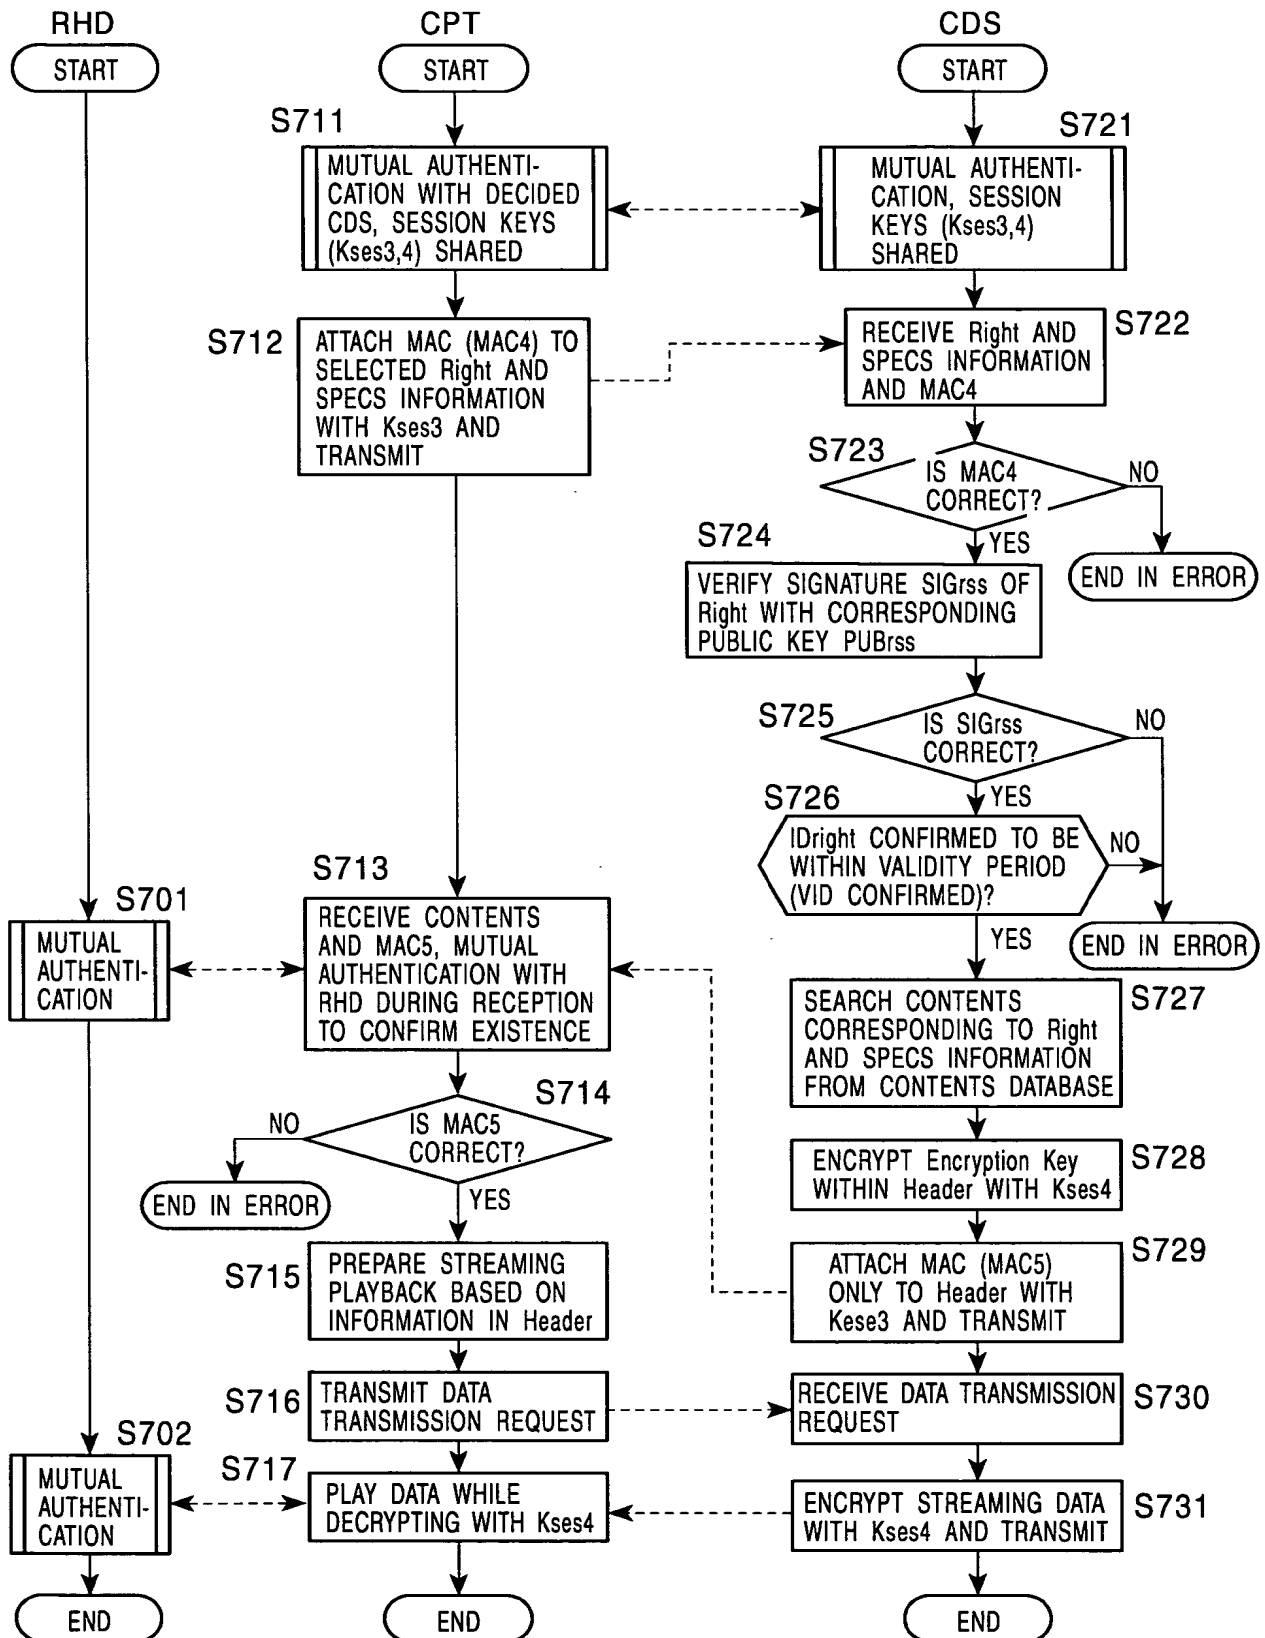 RHD
CPT
CDS
START
START
START
S711
MUTUAL AUTHENTI-
CATION WITH DECIDED
CDS, SESSION KEYS
(Kses3,4) SHARED
S721
MUTUAL AUTHENTI-
CATION, SESSION
KEYS (Kses3,4)
SHARED
S712
ATTACH MAC (MAC4) TO
SELECTED Right AND
SPECS INFORMATION
WITH Kses3 AND
TRANSMIT
S722
RECEIVE Right AND
SPECS INFORMATION
AND MAC4
S723
IS MAC4
CORRECT?
NO
YES
END IN ERROR
S724
VERIFY SIGNATURE SIGrss OF
Right WITH CORRESPONDING
PUBLIC KEY PUBrss
S725
IS SIGrss
CORRECT?
NO
YES
S726
IDright CONFIRMED TO BE
WITHIN VALIDITY PERIOD
(VID CONFIRMED)?
NO
YES
END IN ERROR
S701
MUTUAL
AUTHENTI-
CATION
S713
RECEIVE CONTENTS
AND MAC5, MUTUAL
AUTHENTICATION WITH
RHD DURING RECEPTION
TO CONFIRM EXISTENCE
S727
SEARCH CONTENTS
CORRESPONDING TO Right
AND SPECS INFORMATION
FROM CONTENTS DATABASE
S714
IS MAC5
CORRECT?
NO
YES
END IN ERROR
S728
ENCRYPT Encryption Key
WITHIN Header WITH Kses4
S729
ATTACH MAC (MAC5)
ONLY TO Header WITH
Kese3 AND TRANSMIT
S715
PREPARE STREAMING
PLAYBACK BASED ON
INFORMATION IN Header
S716
TRANSMIT DATA
TRANSMISSION REQUEST
S730
RECEIVE DATA TRANSMISSION
REQUEST
S702
MUTUAL
AUTHENTI-
CATION
S717
PLAY DATA WHILE
DECRYPTING WITH Kses4
S731
ENCRYPT STREAMING DATA
WITH Kses4 AND TRANSMIT
END
END
END